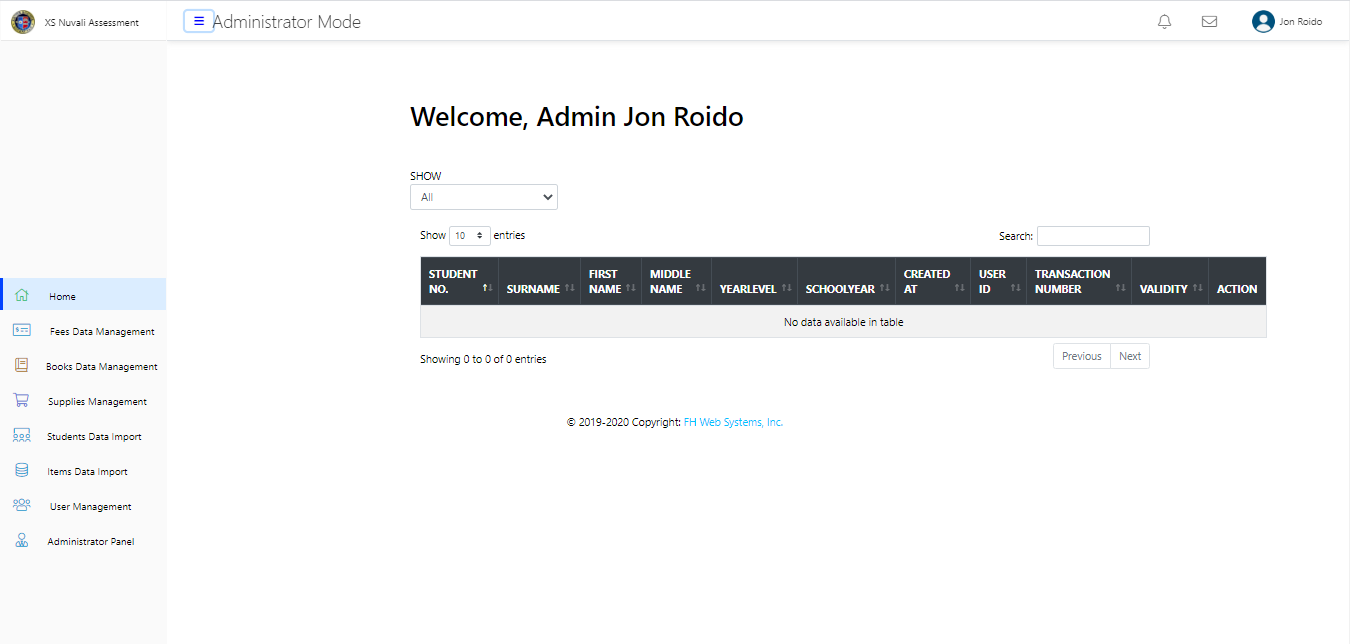 XS Nuvali Assessment
Administrator Mode
Jon Roido
Home
Fees Data Management
Books Data Management
Supplies Management
Students Data Import
Items Data Import
User Management
Administrator Panel
Welcome, Admin Jon Roido
SHOW
All
Show 10 entries
Search:
STUDENT NO.
SURNAME
FIRST NAME
MIDDLE NAME
YEARLEVEL
SCHOOLYEAR
CREATED AT
USER ID
TRANSACTION NUMBER
VALIDITY
ACTION
No data available in table
Showing 0 to 0 of 0 entries
Previous
Next
© 2019-2020 Copyright: FH Web Systems, Inc.